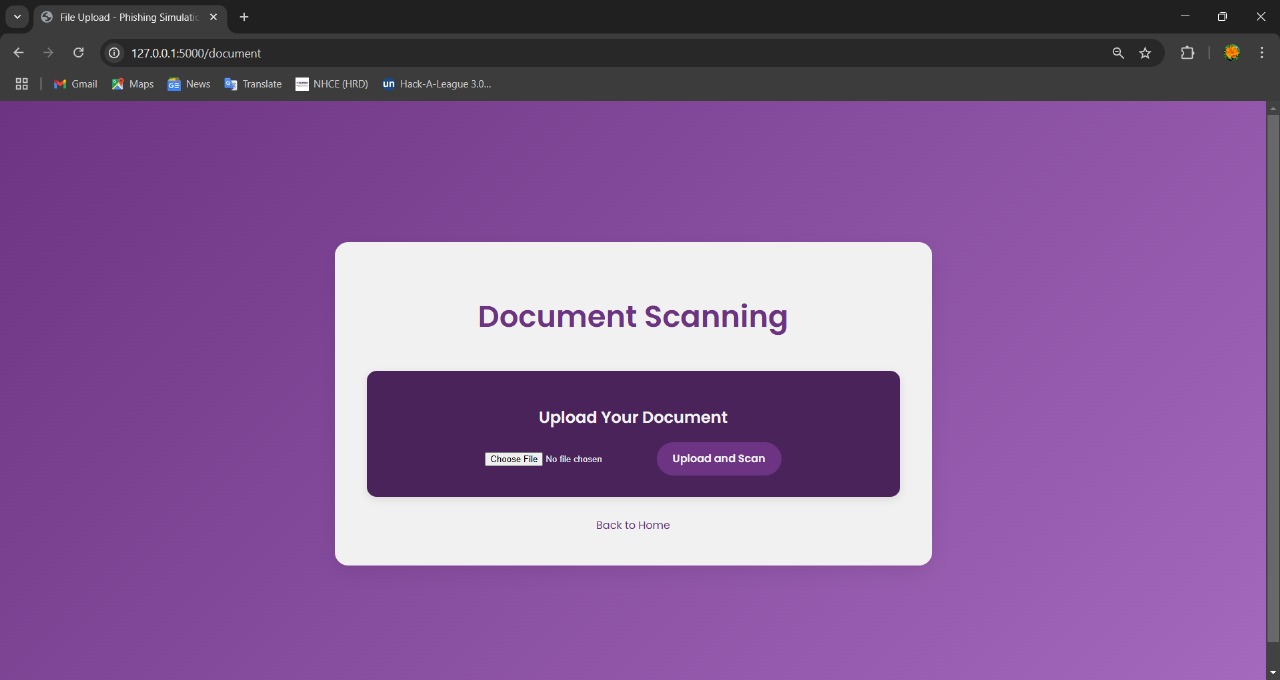 File Upload - Phishing Simulatic
127.0.0.1:5000/document
Gmail Maps News Translate NHCE (HRD) un Hack-A-League 3.0...
Document Scanning
Upload Your Document
Choose File No file chosen Upload and Scan
Back to Home